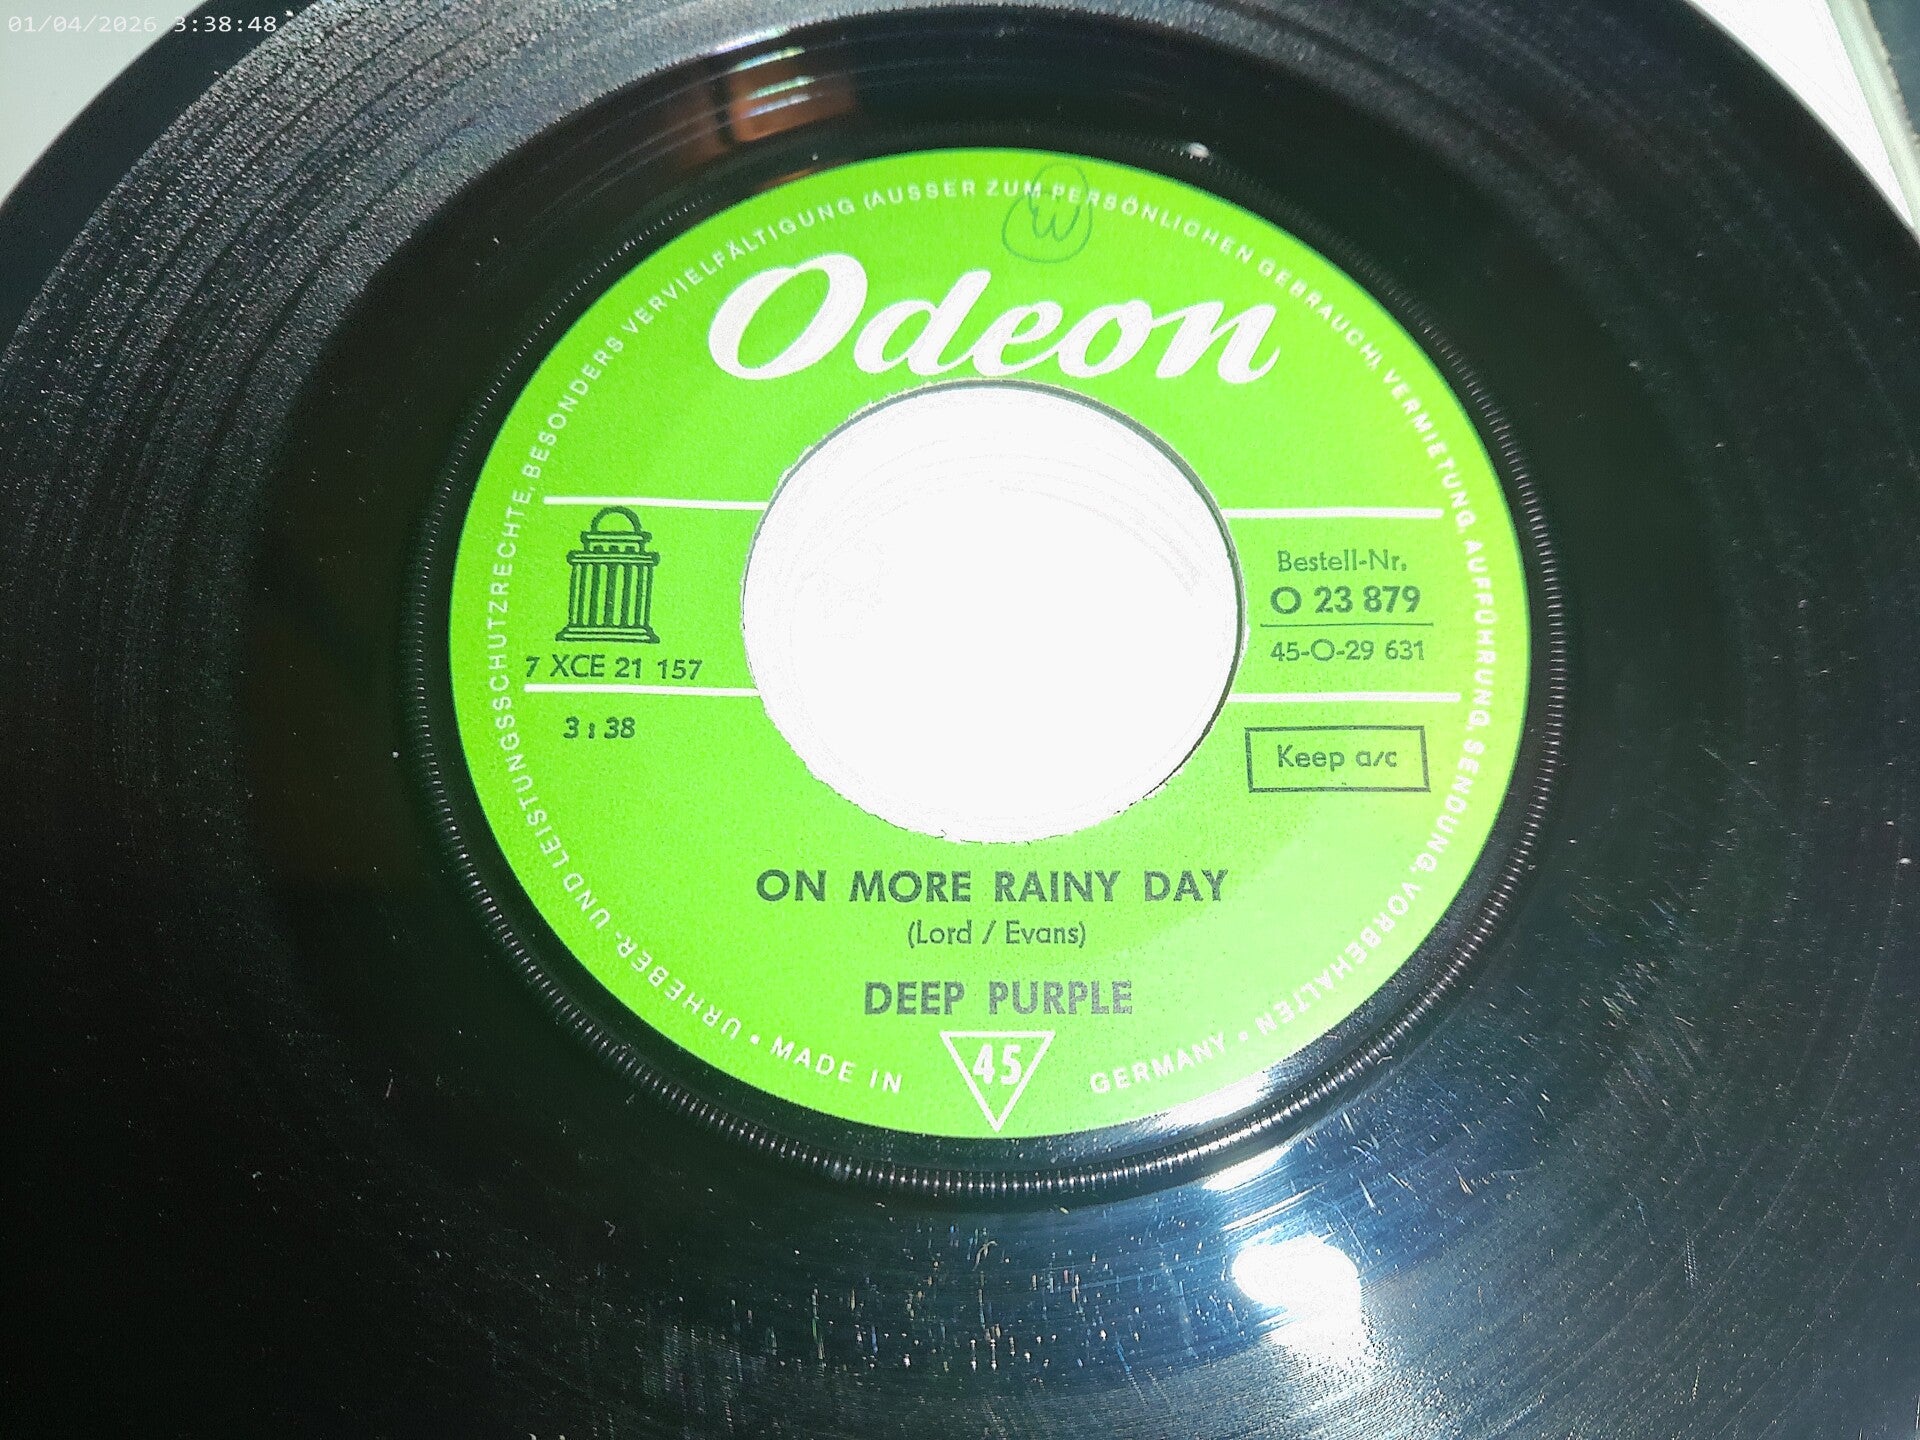 01/04/2026 3:38:48
URHEBER- UND LEISTUNGSSCHUTZRECHTE, BESONDERS VERVIELFÄLTIGUNG (AUSSER ZUM PERSÖNLICHEN GEBRAUCH), VERMIETUNG, AUFFÜHRUNG, SENDUNG, VORBEHALTEN
W
Odeon
7 XCE 21 157
3:38
Bestell-Nr.
O 23 879
45-O-29 631
Keep a/c
ON MORE RAINY DAY
(Lord / Evans)
DEEP PURPLE
• MADE IN
45
GERMANY •